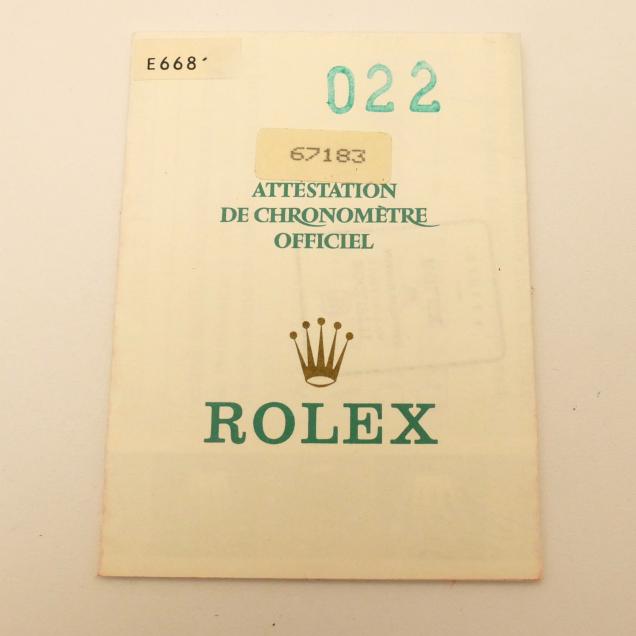 E668
022
67183
ATTESTATION
DE CHRONOMÈTRE
OFFICIEL
ROLEX